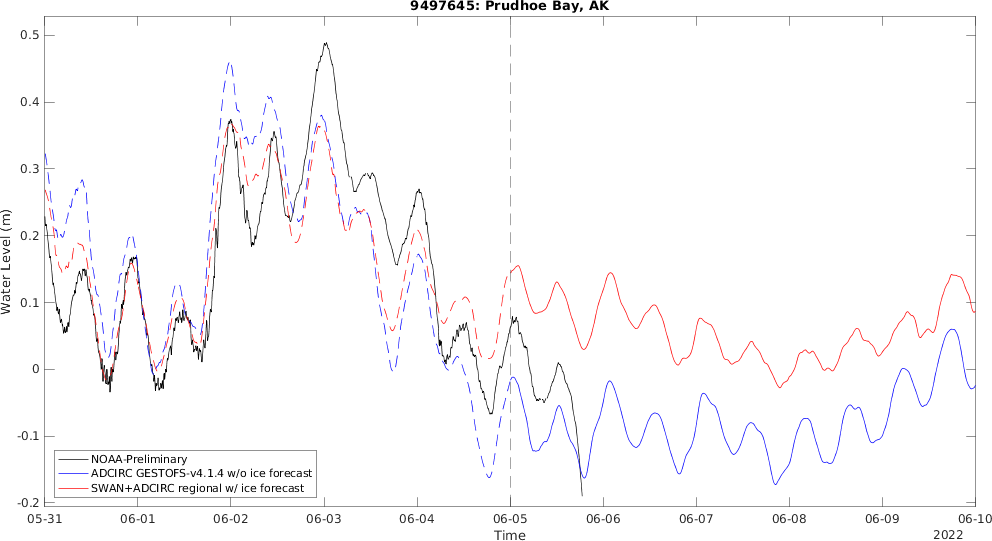 9497645: Prudhoe Bay, AK
Water Level (m)
0.5
0.4
0.3
0.2
0.1
0
-0.1
-0.2
NOAA-Preliminary
ADCIRC GESTOFS-v4.1.4 w/o ice forecast
SWAN+ADCIRC regional w/ ice forecast
05-31 06-01 06-02 06-03 06-04 06-05 06-06 06-07 06-08 06-09 06-10
Time
2022